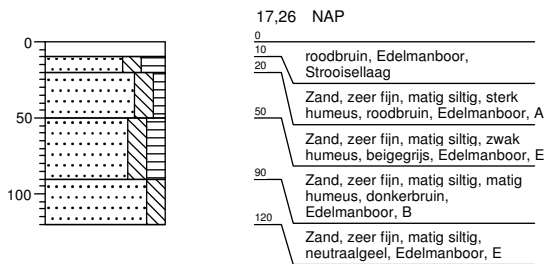 17,26 NAP
0
50
100
0
10
roodbruin, Edelmanboor,
Strooisellaag
20
Zand, zeer fijn, matig siltig, sterk
humeus, roodbruin, Edelmanboor, A
50
Zand, zeer fijn, matig siltig, zwak
humeus, beigegrijs, Edelmanboor, E
90
Zand, zeer fijn, matig siltig, matig
humeus, donkerbruin,
Edelmanboor, B
120
Zand, zeer fijn, matig siltig,
neutraalgeel, Edelmanboor, E